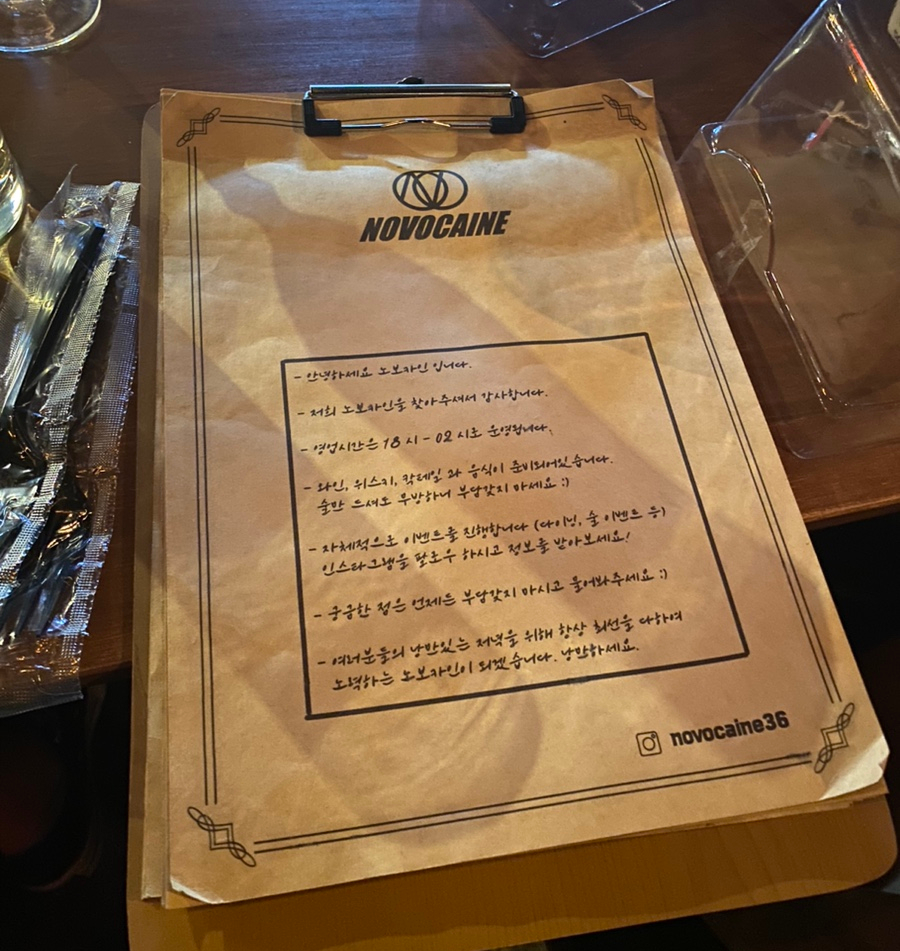 NOVOCAINE
- 안녕하세요 노보카인 입니다.
- 저희 노보카인을 찾아주셔서 감사합니다.
- 영업시간은 18시 - 02시로 운영됩니다.
- 와인, 위스키, 칵테일 과 음식이 준비되어있습니다.
술만 드셔도 무방하니 부담갖지 마세요 :)
- 자체적으로 이벤트를 진행합니다 (다이닝, 술 이벤트 등)
인스타그램을 팔로우 하시고 정보를 받아보세요!
- 궁금한 점은 언제든 부담갖지 마시고 물어봐주세요 :)
- 여러분들의 낭만있는 저녁을 위해 항상 최선을 다하여
노력하는 노보카인이 되겠습니다. 낭만하세요.
novocaine36